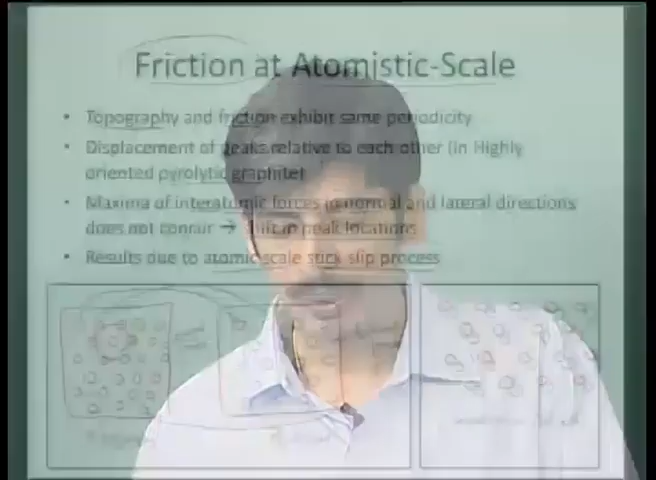 Friction at Atomistic-Scale
• Topography and friction exhibit same periodicity
• Displacement of peaks relative to each other (in Highly
oriented pyrolytic graphite)
• Maxima of interatomic forces in normal and lateral directions
does not concur → in peak locations
• Results due to atomic scale stick slip process